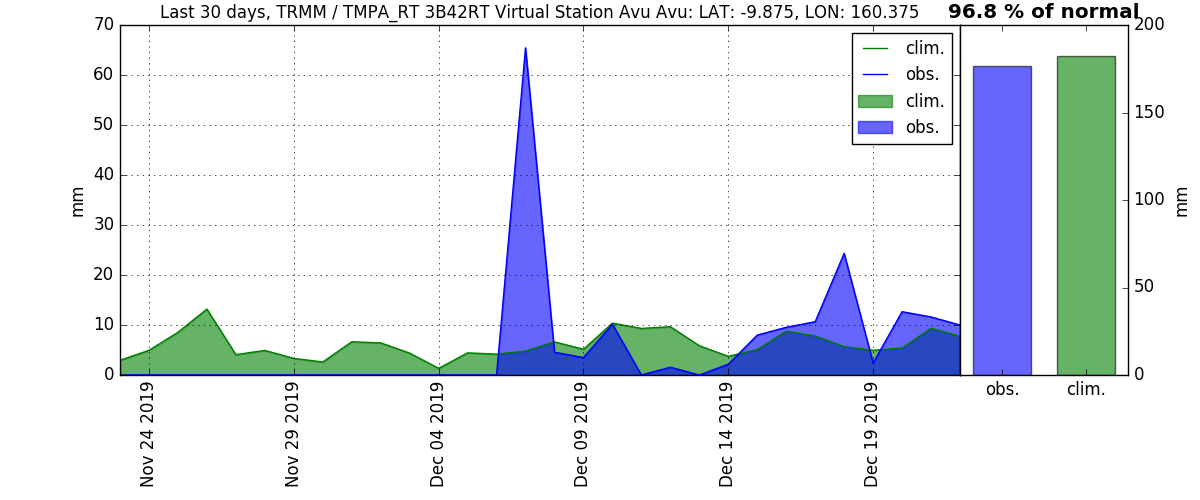 Last 30 days, TRMM / TMPA_RT 3B42RT Virtual Station Avu Avu: LAT: -9.875, LON: 160.375
96.8 % of normal
70
60
50
40
30
20
10
0
mm
clim.
obs.
clim.
obs.
200
150
100
50
0
mm
obs.
clim.
Nov 24 2019
Nov 29 2019
Dec 04 2019
Dec 09 2019
Dec 14 2019
Dec 19 2019